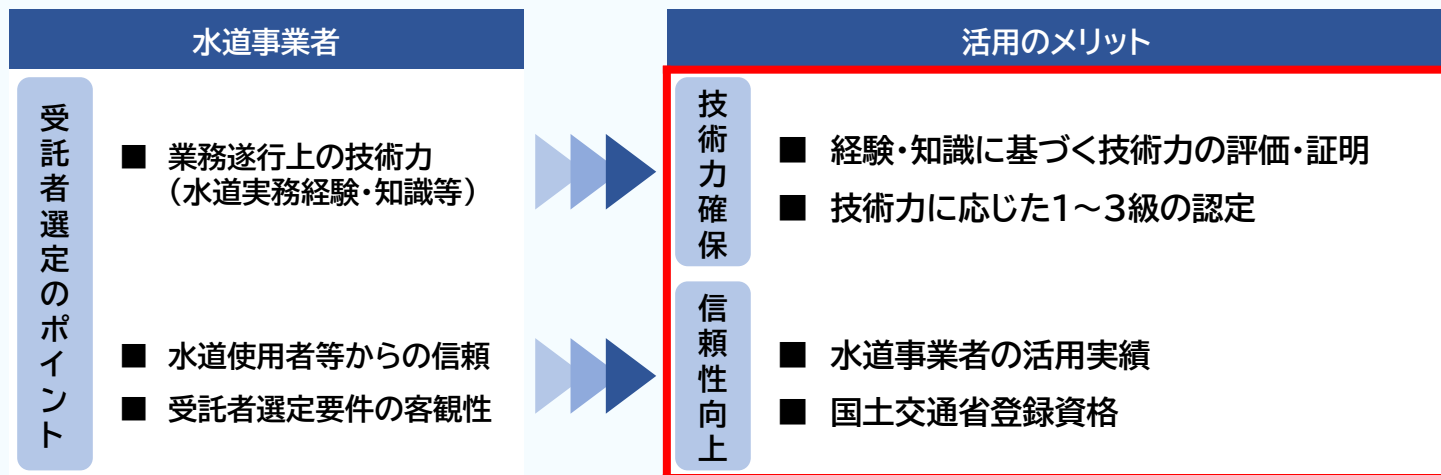 水道事業者
受託者選定のポイント
■ 業務遂行上の技術力
（水道実務経験・知識等）
■ 水道使用者等からの信頼
■ 受託者選定要件の客観性
活用のメリット
技術力確保
■ 経験・知識に基づく技術力の評価・証明
■ 技術力に応じた1～3級の認定
信頼性向上
■ 水道事業者の活用実績
■ 国土交通省登録資格